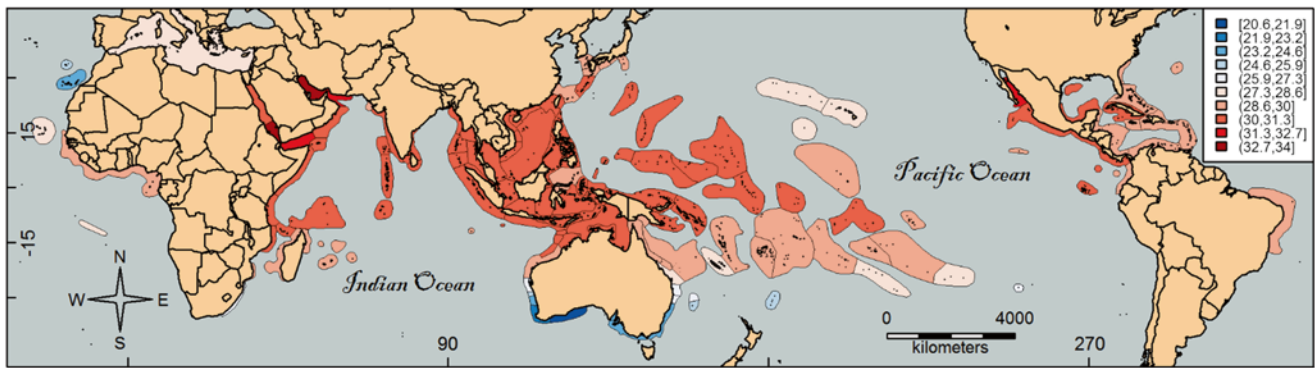 [20.6,21.9]
(21.9,23.2]
(23.2,24.6]
(24.6,25.9]
(25.9,27.3]
(27.3,28.6]
(28.6,30]
(30,31.3]
(31.3,32.7]
(32.7,34]
15
Pacific Ocean
-15
N
Indian Ocean
W E
S
0 4000
kilometers
90 270